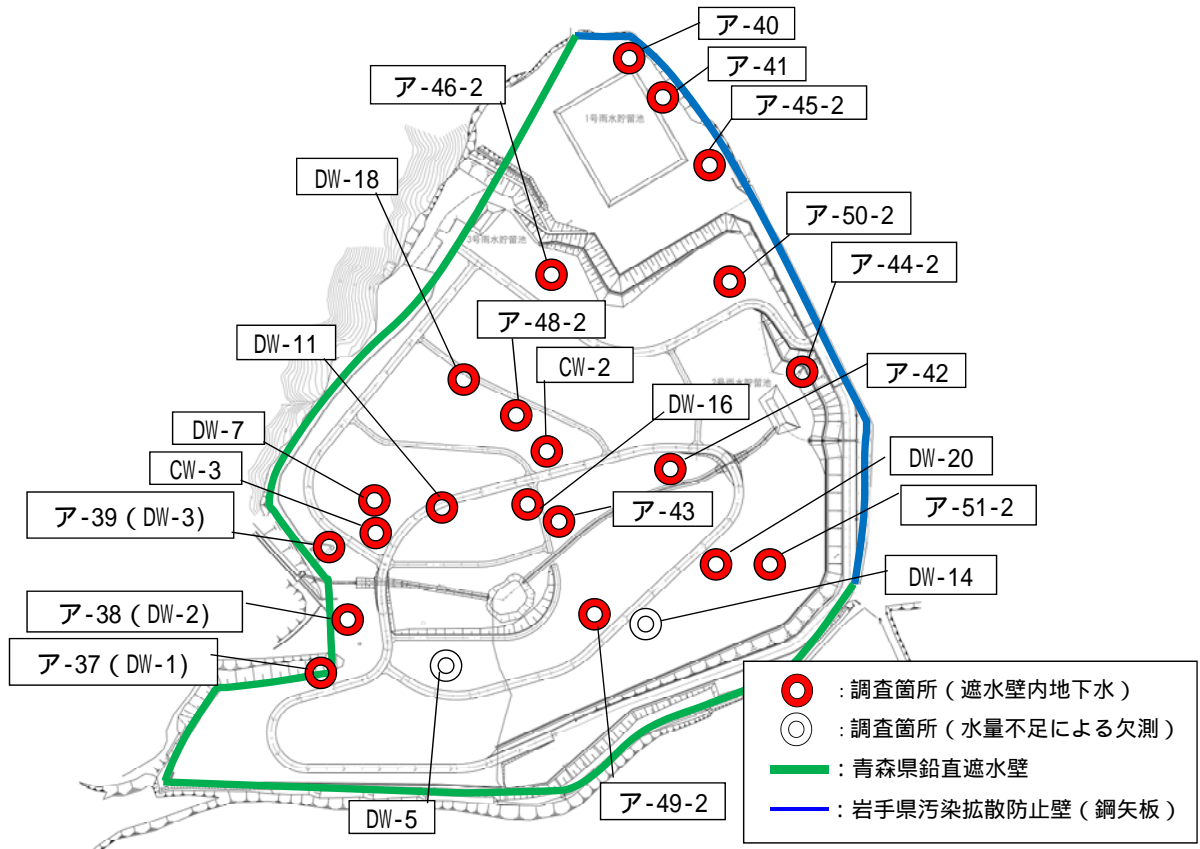 ア-40
ア-41
ア-46-2
ア-45-2
1号雨水貯留池
DW-18
ア-50-2
3号雨水貯留池
ア-44-2
ア-48-2
DW-11
CW-2
ア-42
2号雨水貯留池
DW-16
DW-7
DW-20
CW-3
ア-51-2
ア-39(DW-3)
ア-43
DW-14
ア-38(DW-2)
ア-37(DW-1)
:調査箇所(遮水壁内地下水)
:調査箇所(水量不足による欠測)
:青森県鉛直遮水壁
:岩手県汚染拡散防止壁(鋼矢板)
ア-49-2
DW-5